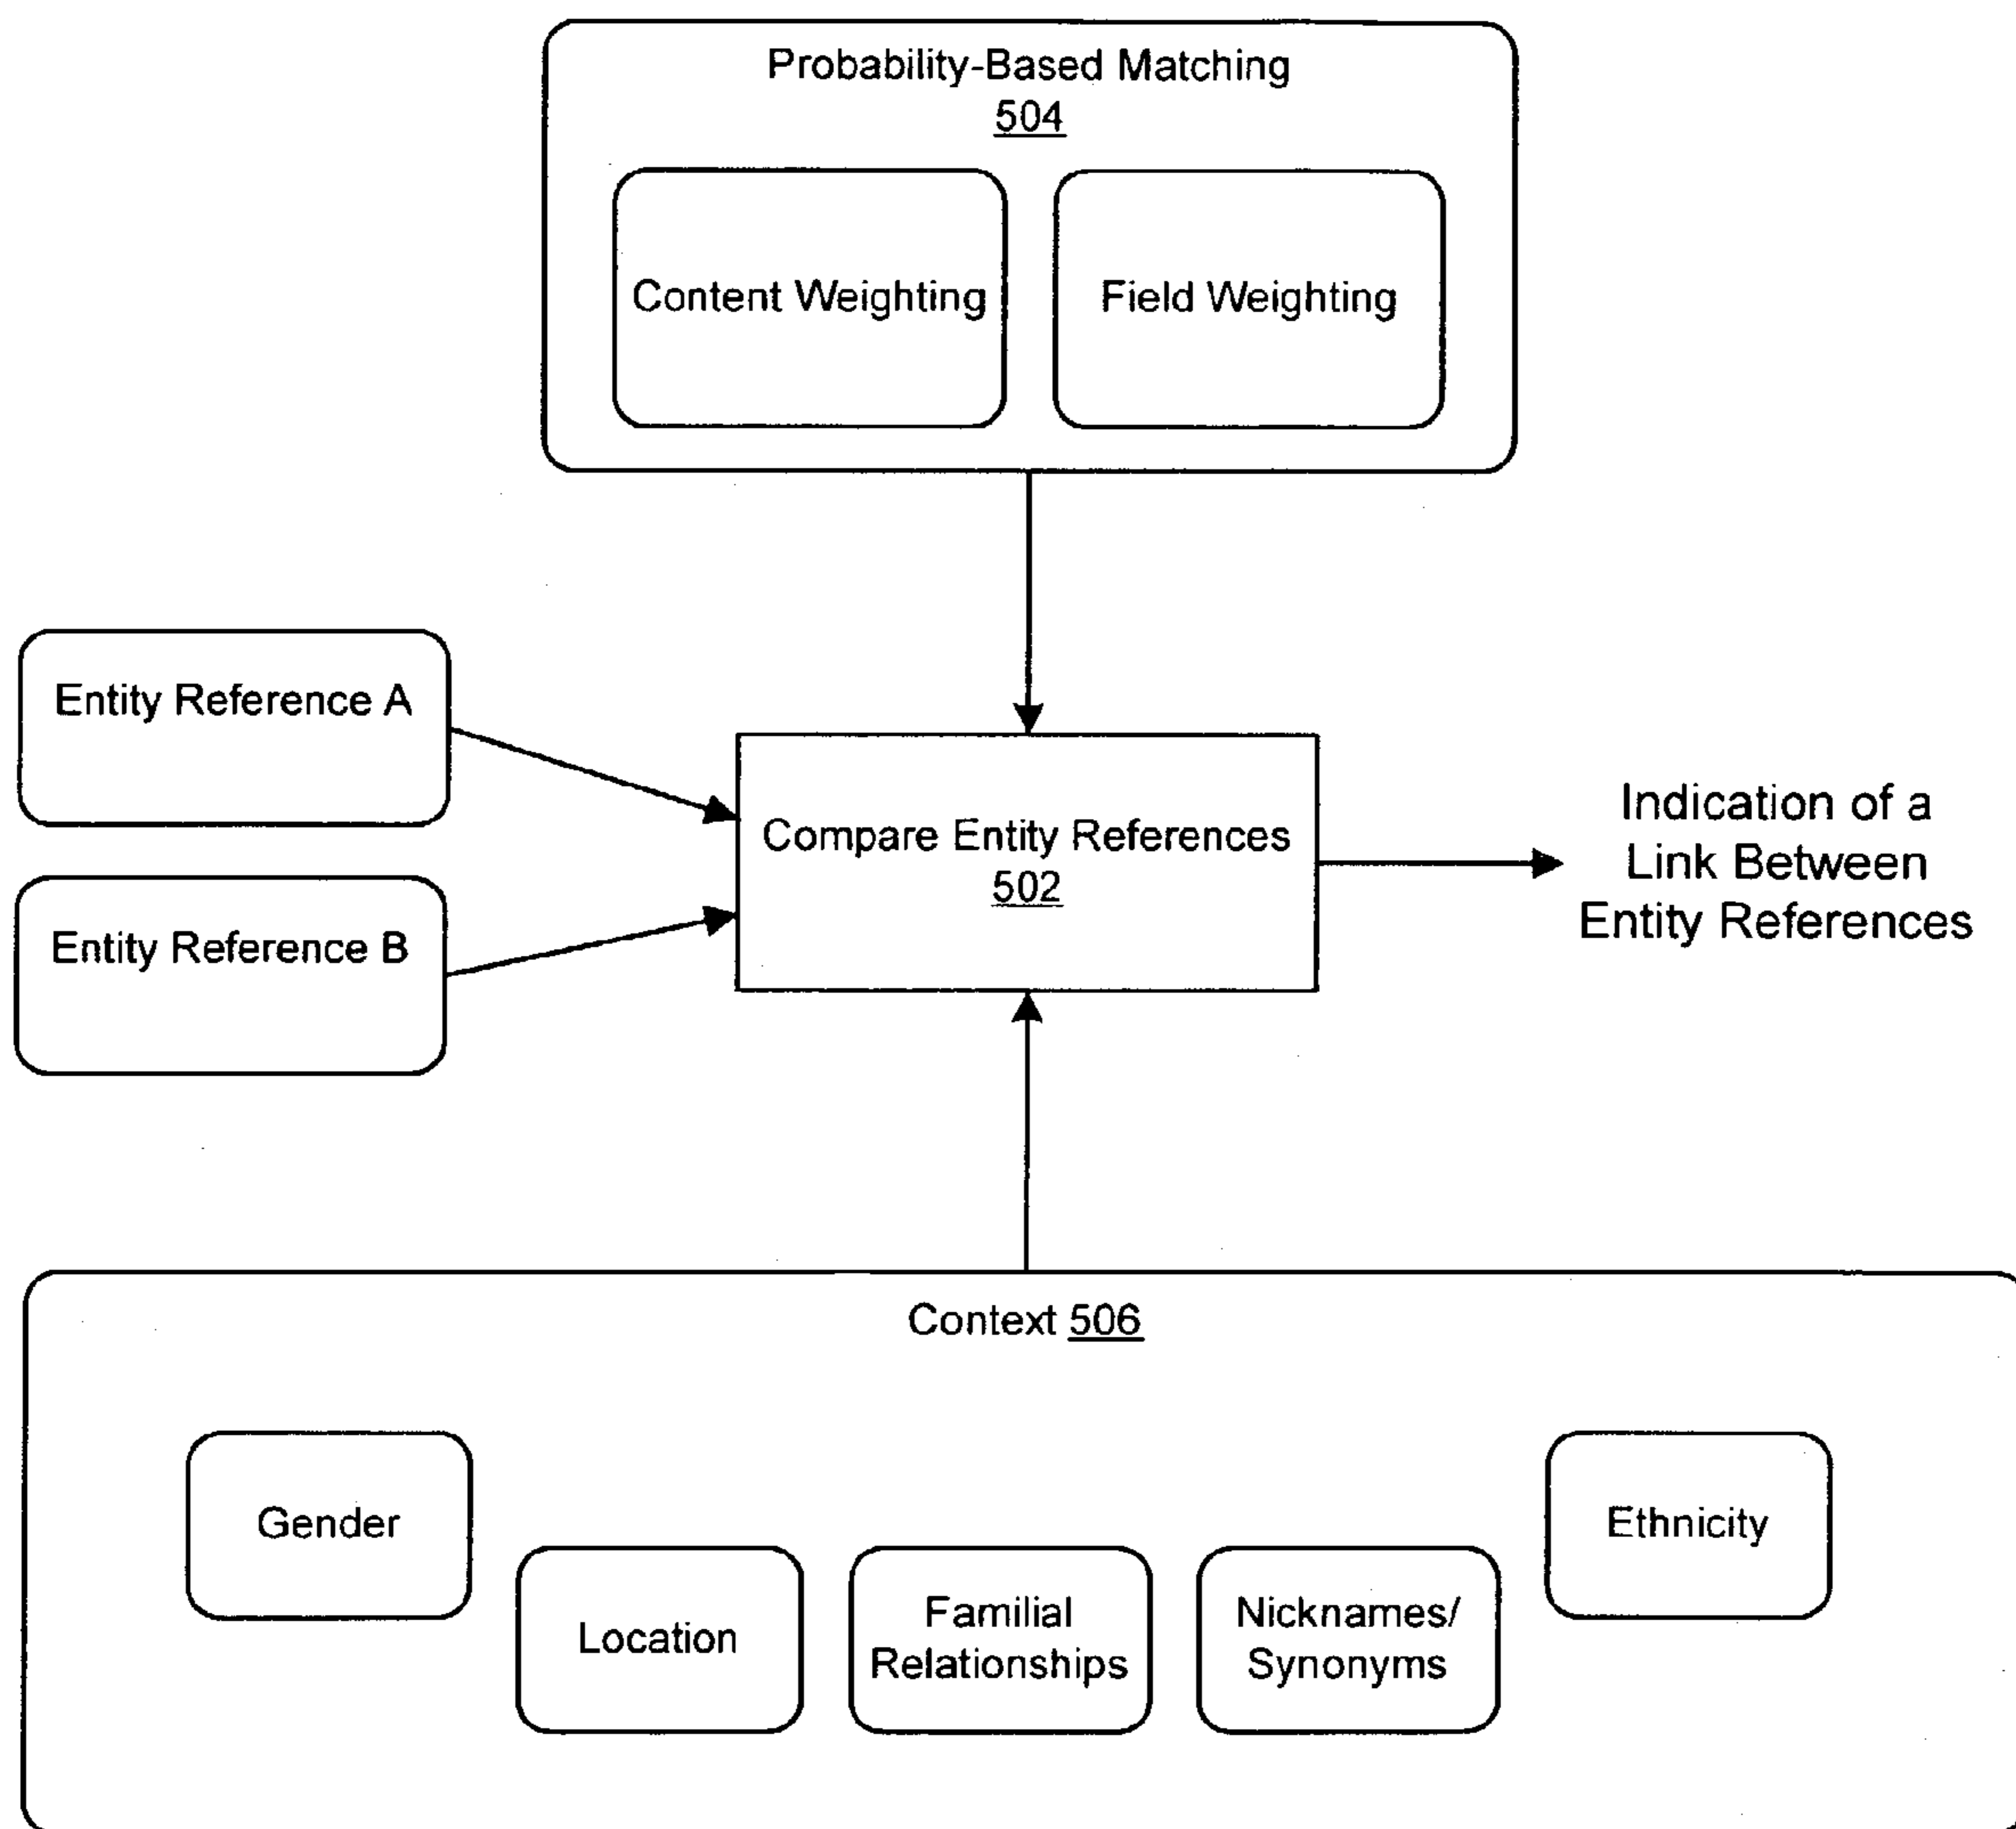 Probability-Based Matching
504
Content Weighting
Field Weighting
Entity Reference A
Entity Reference B
Compare Entity References
502
Indication of a
Link Between
Entity References
Context 506
Gender
Location
Familial
Relationships
Nicknames/
Synonyms
Ethnicity